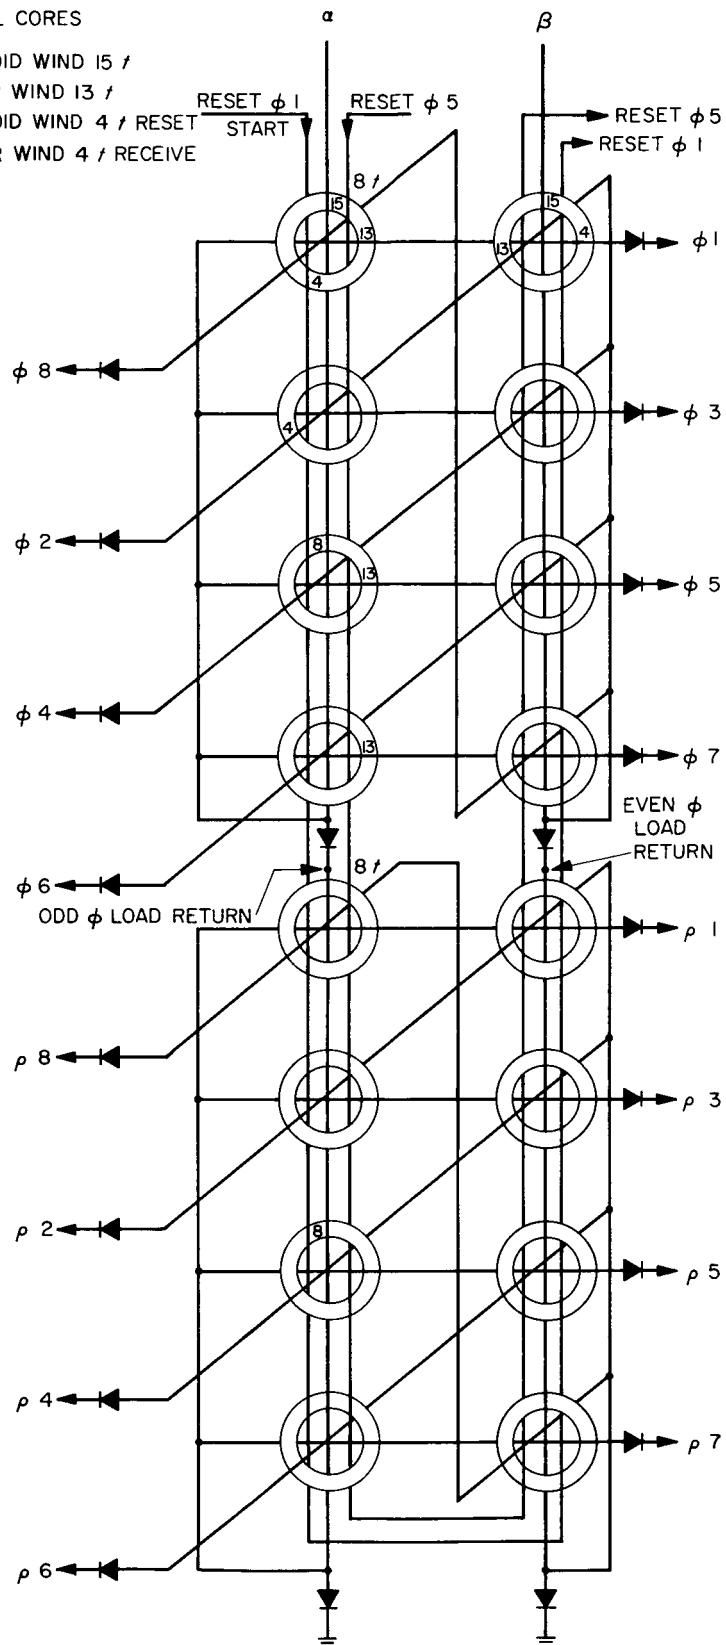 CORES
α β
WIND 15 t
WIND 13 t
WIND 4 t RESET
WIND 4 t RECEIVE
RESET ϕ 1
START
RESET ϕ 5
RESET ϕ 5
RESET ϕ 1
8 t
15 15
13 13 4
4
ϕ 1
ϕ 8
ϕ 3
4
ϕ 2
8
13
ϕ 5
ϕ 4
13
ϕ 7
EVEN ϕ
LOAD
RETURN
ϕ 6
8 t
ODD ϕ LOAD RETURN
ρ 1
ρ 8
ρ 3
ρ 2
8
ρ 5
ρ 4
ρ 7
ρ 6